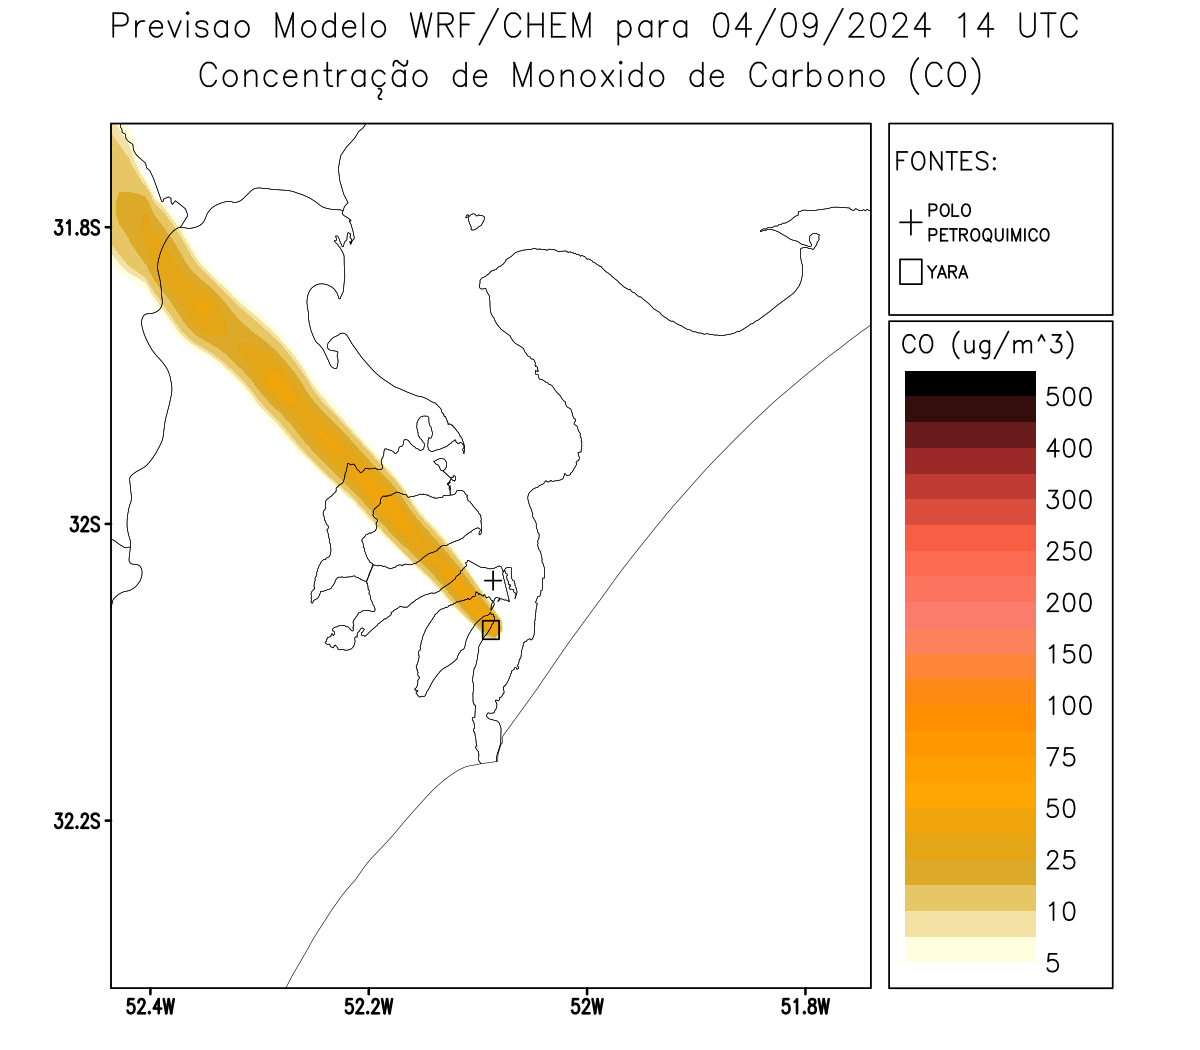 Previsao Modelo WRF/CHEM para 04/09/2024 14 UTC
Concentração de Monoxido de Carbono (CO)
FONTES:
POLO
PETROQUIMICO
YARA
CO (ug/m^3)
500
400
300
250
200
150
100
75
50
25
10
5
31.8S
32S
32.2S
52.4W
52.2W
52W
51.8W